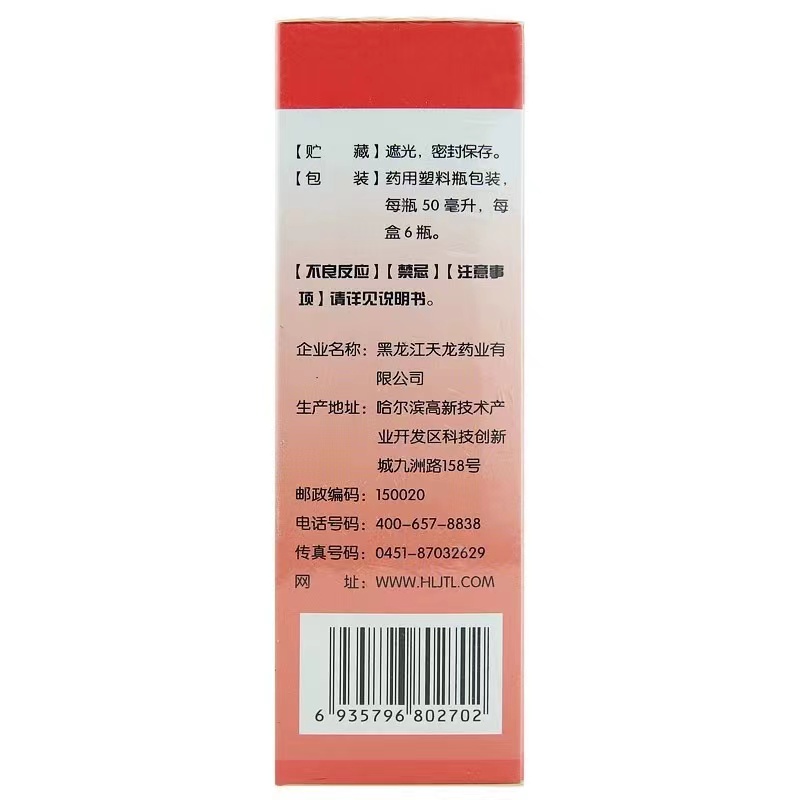 【贮　　藏】遮光，密封保存。
【包　　装】药用塑料瓶包装，
每瓶 50 毫升，每
盒 6 瓶。
【不良反应】【禁忌】【注意事
项】请详见说明书。
企业名称：黑龙江天龙药业有
限公司
生产地址：哈尔滨高新技术产
业开发区科技创新
城九洲路158号
邮政编码：150020
电话号码：400-657-8838
传真号码：0451-87032629
网　　址：WWW.HLJTL.COM
6 935796 802702